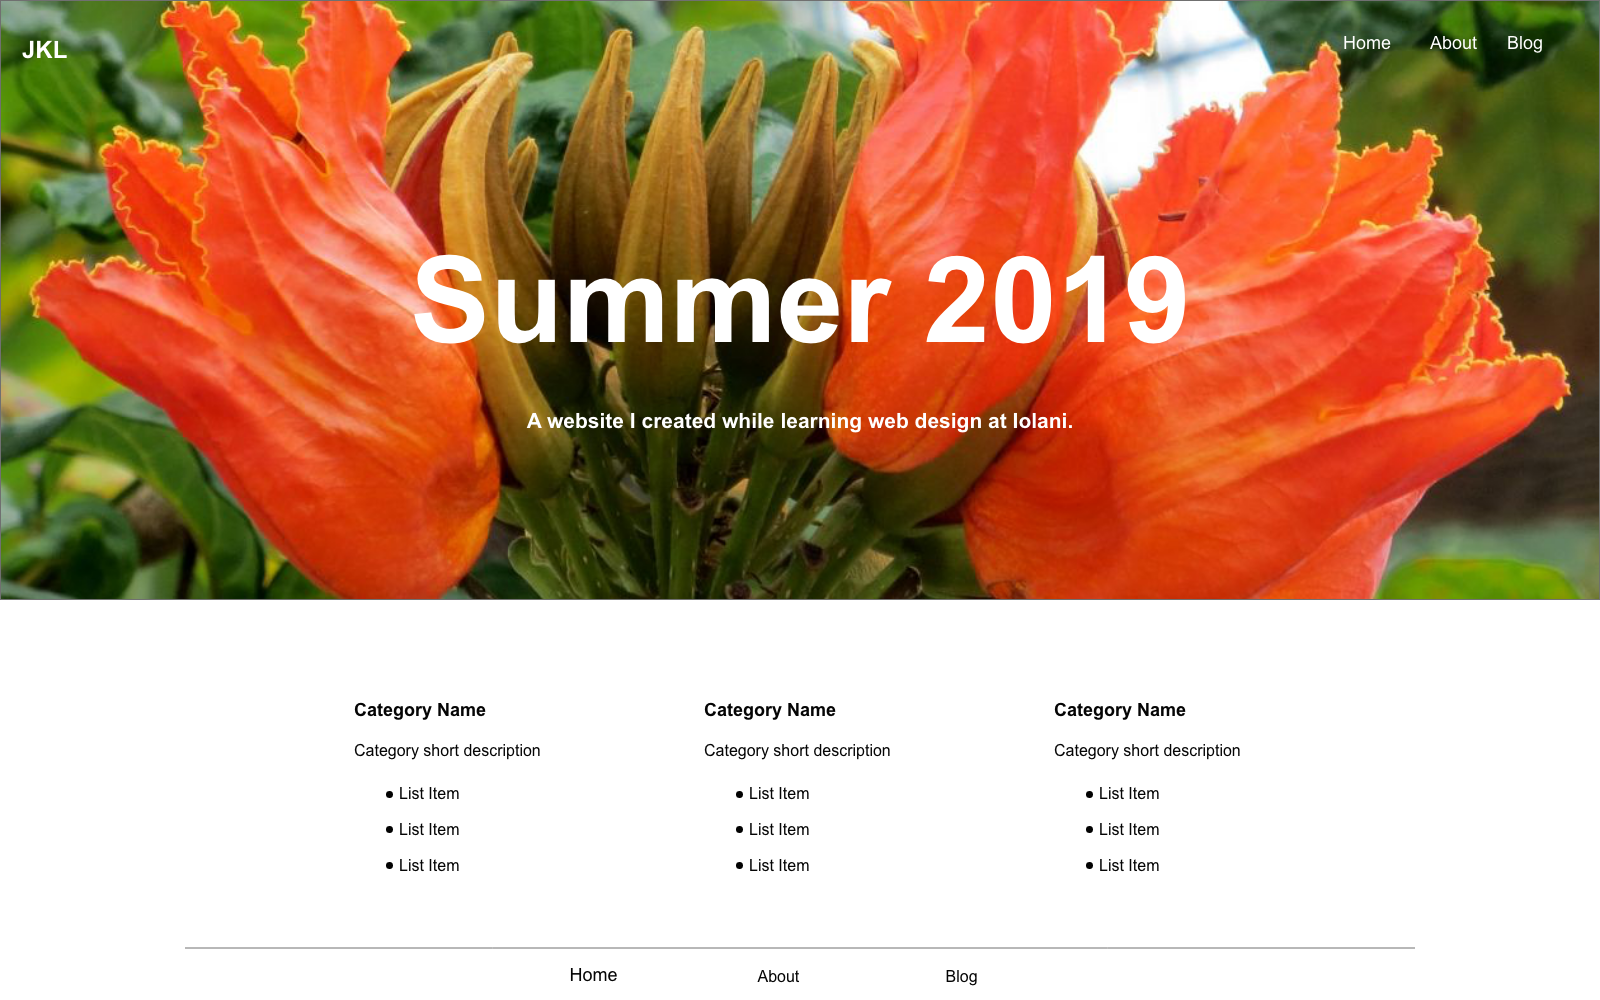 JKL
Home About Blog
Summer 2019
A website I created while learning web design at Iolani.
Category Name
Category short description
List Item
List Item
List Item
Category Name
Category short description
List Item
List Item
List Item
Category Name
Category short description
List Item
List Item
List Item
Home About Blog